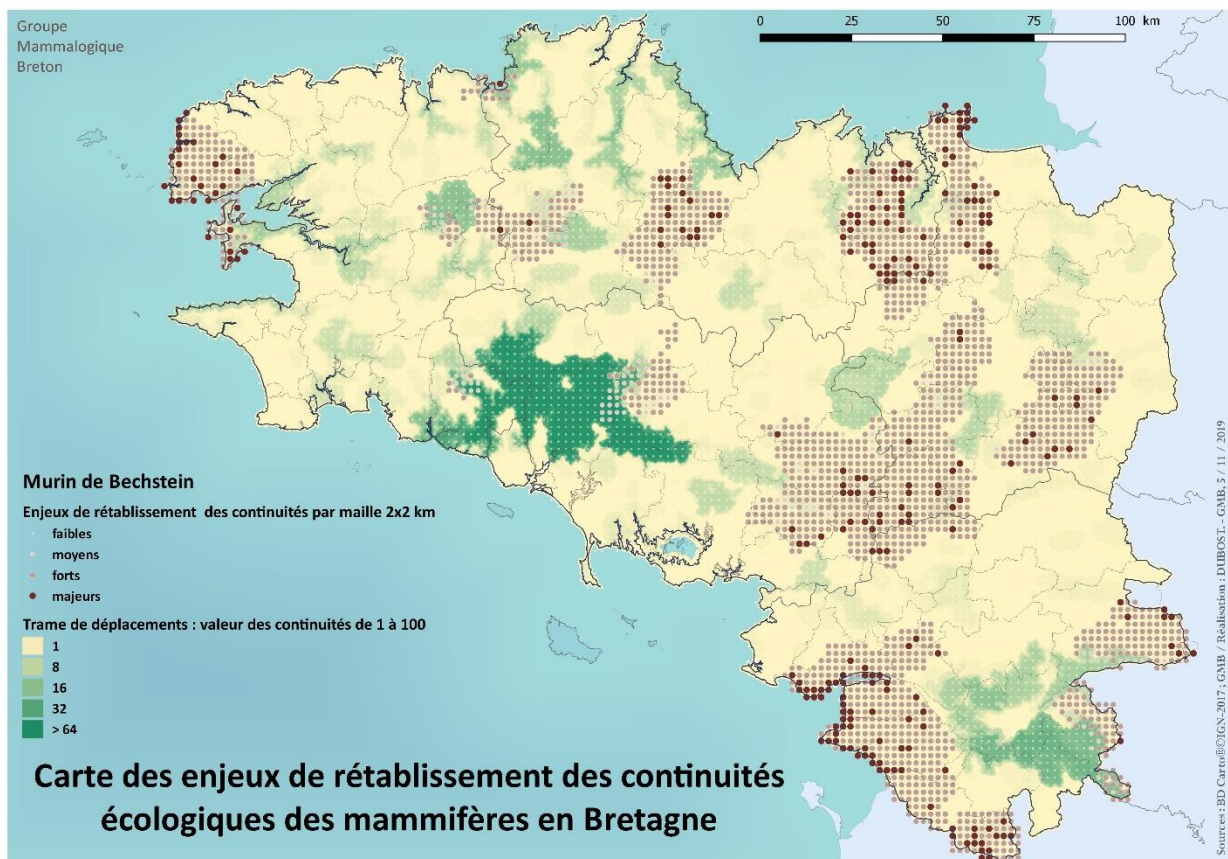 Groupe
Mammalogique
Breton
0 25 50 75 100 km
Murin de Bechstein
Enjeux de rétablissement des continuités par maille 2x2 km
faibles
moyens
forts
majeurs
Trame de déplacements : valeur des continuités de 1 à 100
1
8
16
32
> 64
Carte des enjeux de rétablissement des continuités
écologiques des mammifères en Bretagne
Sources : BD Carto®©IGN-2017 ; GMB / Réalisation : DUBOST. - GMB, 5 / 11 / 2019